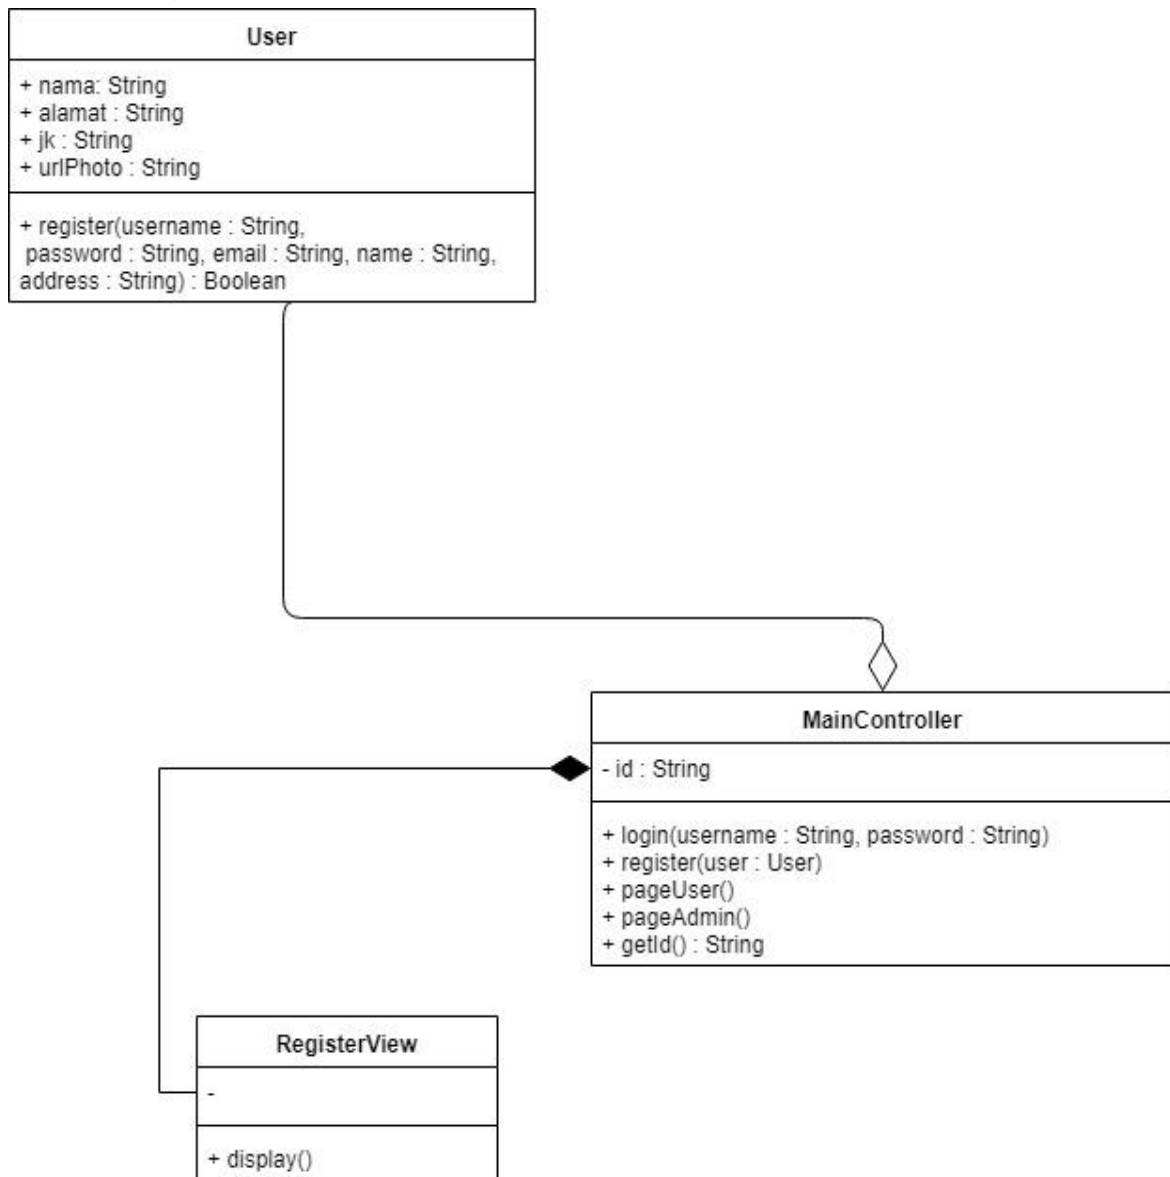 User
+ nama: String
+ alamat : String
+ jk : String
+ urlPhoto : String
+ register(username : String,
password : String, email : String, name : String,
address : String) : Boolean
MainController
- id : String
+ login(username : String, password : String)
+ register(user : User)
+ pageUser()
+ pageAdmin()
+ getId() : String
RegisterView
-
+ display()